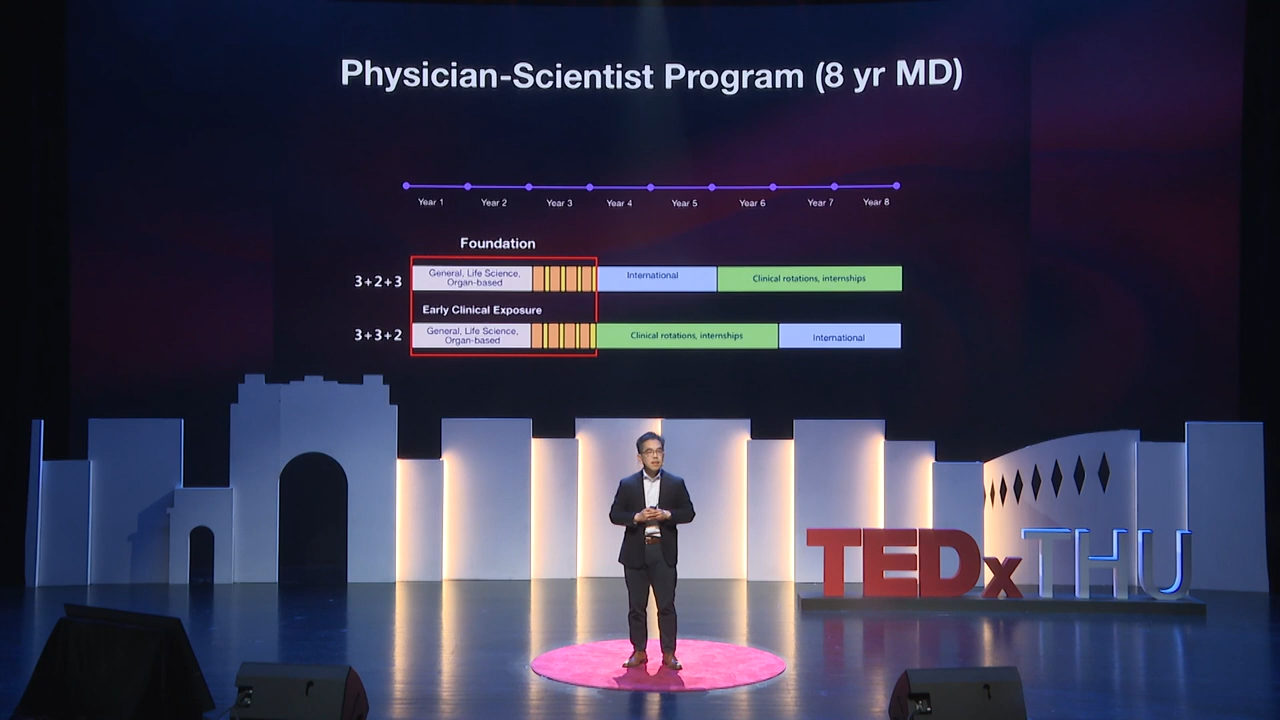 Physician-Scientist Program (8 yr MD)
Year 1 Year 2 Year 3 Year 4 Year 5 Year 6 Year 7 Year 8
Foundation
3+2+3 General, Life Science, Organ-based International Clinical rotations, internships
Early Clinical Exposure
3+3+2 General, Life Science, Organ-based Clinical rotations, internships International
TEDxTHU